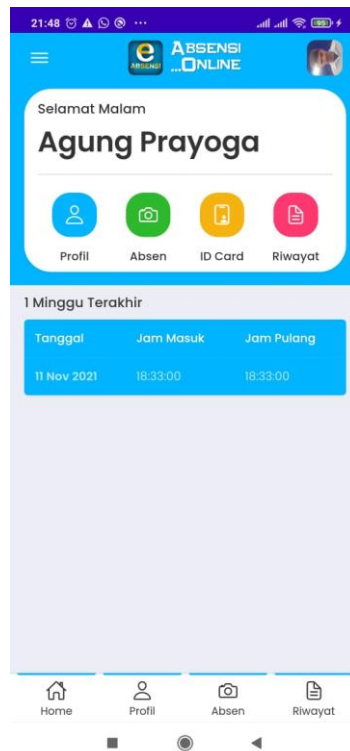 21:48
e
ABSENSI
ABSENSI
...ONLINE
Selamat Malam
Agung Prayoga
Profil Absen ID Card Riwayat
1 Minggu Terakhir
Tanggal Jam Masuk Jam Pulang
11 Nov 2021 18:33:00 18:33:00
Home Profil Absen Riwayat